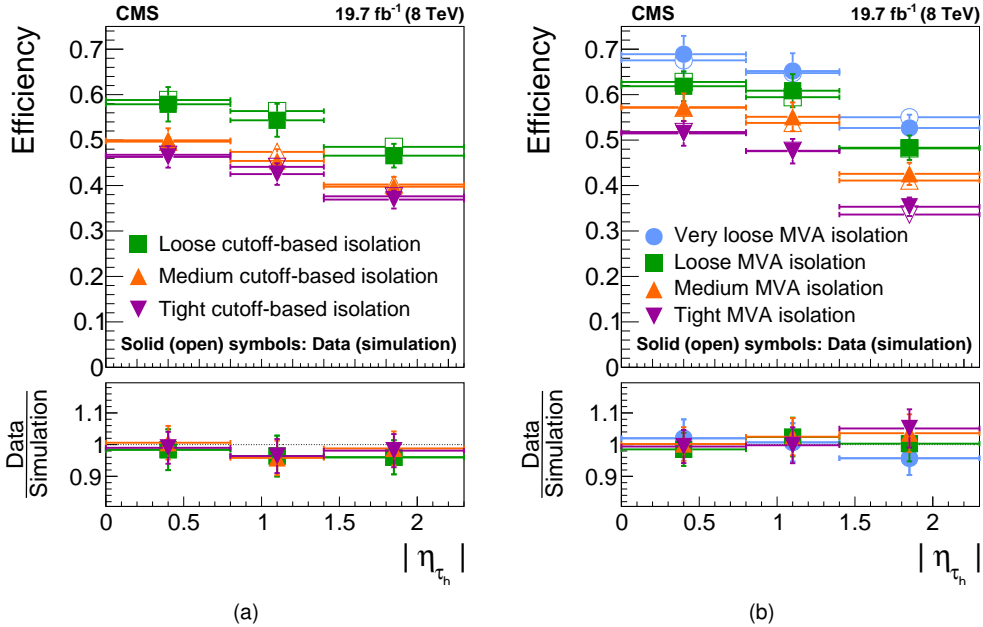 CMS 19.7 fb⁻¹ (8 TeV)
Efficiency
0.7
0.6
0.5
0.4
0.3
0.2
0.1
0
Loose cutoff-based isolation
Medium cutoff-based isolation
Tight cutoff-based isolation
Solid (open) symbols: Data (simulation)
Data
Simulation
1.1
1
0.9
0 0.5 1 1.5 2
| η_τ_h |
(a)
CMS 19.7 fb⁻¹ (8 TeV)
Efficiency
0.7
0.6
0.5
0.4
0.3
0.2
0.1
0
Very loose MVA isolation
Loose MVA isolation
Medium MVA isolation
Tight MVA isolation
Solid (open) symbols: Data (simulation)
Data
Simulation
1.1
1
0.9
0 0.5 1 1.5 2
| η_τ_h |
(b)